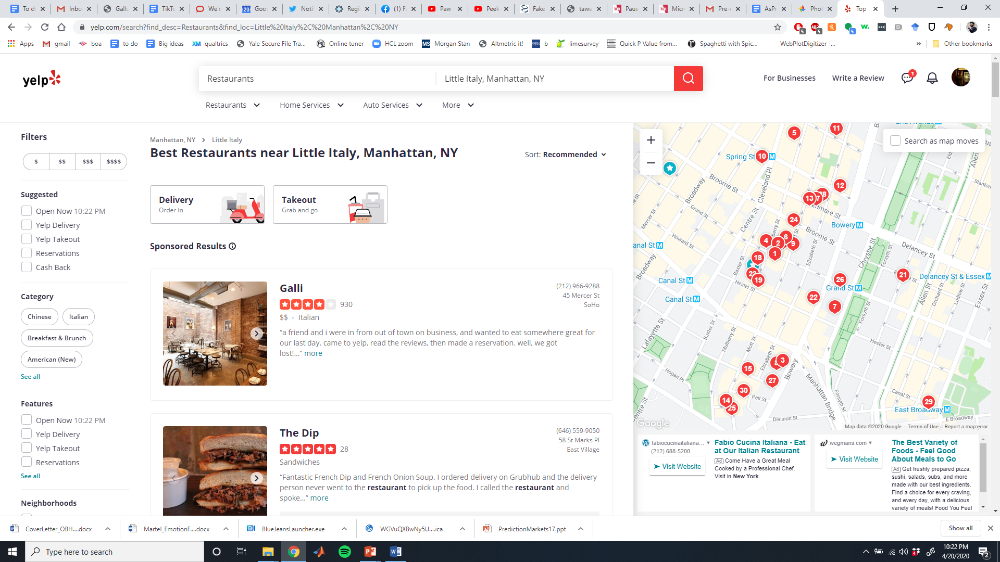 To d
Inbo
Gallu
TikTo
We'r
Goog
Notif
Regi
(1) Fa
Paw
Peek
Fake
tawe
Paus
Micr
Pre-r
AsPr
Phot
Top
yelp.com/search?find_desc=Restaurants&find_loc=Little%20Italy%2C%20Manhattan%2C%20NY
Apps gmail boa to do Big ideas qualtrics Yale Secure File Tra... Online tuner HCL zoom Morgan Stan Altmetric it! b limesurvey Quick P Value from... Spaghetti with Spic... WebPlotDigitizer -... » Other bookmarks
yelp
Restaurants
Little Italy, Manhattan, NY
For Businesses
Write a Review
1
Restaurants
Home Services
Auto Services
More
Filters
$ $$ $$$ $$$$
Suggested
Open Now 10:22 PM
Yelp Delivery
Yelp Takeout
Reservations
Cash Back
Category
Chinese
Italian
Breakfast & Brunch
American (New)
See all
Features
Open Now 10:22 PM
Yelp Delivery
Yelp Takeout
Reservations
See all
Neighborhoods
Manhattan, NY > Little Italy
Best Restaurants near Little Italy, Manhattan, NY
Sort: Recommended
Delivery
Order in
Takeout
Grab and go
Sponsored Results
Galli
930
$$ · Italian
(212) 966-9288
45 Mercer St
SoHo
“a friend and i were in from out of town on business, and wanted to eat somewhere great for
our last day. came to yelp, read the reviews, then made a reservation. well, we got
lost!...” more
The Dip
28
Sandwiches
(646) 559-9050
58 St Marks Pl
East Village
“Fantastic French Dip and French Onion Soup. I ordered delivery on Grubhub and the delivery
person never went to the restaurant to pick up the food. I called the restaurant and
spoke...” more
+
−
Search as map moves
5
11
Spring St
10
12
13
24
4
2
6
9
1
18
19
26
21
22
7
3
15
27
30
14
25
29
Broadway
Broome St
Cleveland Pl
Centre St
Grand St
Mercer St
Howard St
Canal St
Canal St
Broadway
Baxter St
Hester St
Elizabeth St
Broome St
Bowery
Chrystie St
Forsyth St
Delancey St
Delancey St & Essex
Stanton
Allen
Grand St
Allen St
Orchard St
Ludlow St
Essex St
Lafayette St
Baxter St
Mulberry St
Mott St
Elizabeth St
Bowery
Hester St
Forsyth St
Hogan Pl
Pell St
Manhattan Bridge
Forsyth St
Canal St
East Broadway
E Broadway
Division St
Google
Map data ©2020 Google Terms of Use Report a map error
fabiocucinaitaliana...
(212) 688-5200
Visit Website
Fabio Cucina Italiana - Eat
at Our Italian Restaurant
Ad Come Have a Great Meal
Cooked by a Professional Chef.
Visit in New York.
wegmans.com
Visit Website
The Best Variety of
Foods - Feel Good
About Meals to Go
Ad Get freshly prepared pizza,
sushi, salads, subs, and more
made with our best ingredients.
Find a choice for every craving,
and every day, with a delicious
variety of meals! Food You Feel
CoverLetter_OBH....docx
Martel_EmotionF....docx
BlueJeansLauncher.exe
WGVuQXBwNy5U....ica
PredictionMarkets17.ppt
Show all
Type here to search
10:22 PM
4/20/2020
2